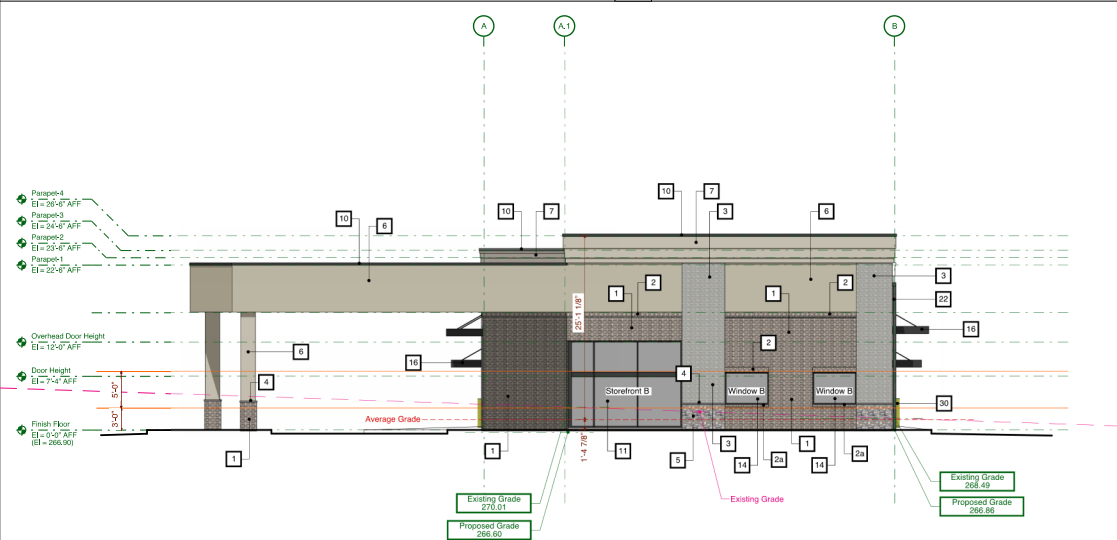 A
A.1
B
Parapet-4
El = 26'-6" AFF
Parapet-3
El = 24'-6" AFF
Parapet-2
El = 23'-6" AFF
Parapet-1
El = 22'-6" AFF
10
6
10
7
10
7
3
6
3
22
16
1
2
1
2
25'-1 1/8"
Overhead Door Height
El = 12'-0" AFF
6
16
2
Door Height
El = 7'-4" AFF
5'-0"
4
4
Storefront B
Window B
Window B
30
3'-0"
Average Grade
Finish Floor
El = 0'-0" AFF
(El = 266.90)
1
1
11
1'-4 7/8"
5
3
14
2a
1
14
2a
Existing Grade
270.01
Proposed Grade
266.60
Existing Grade
Existing Grade
268.49
Proposed Grade
266.86